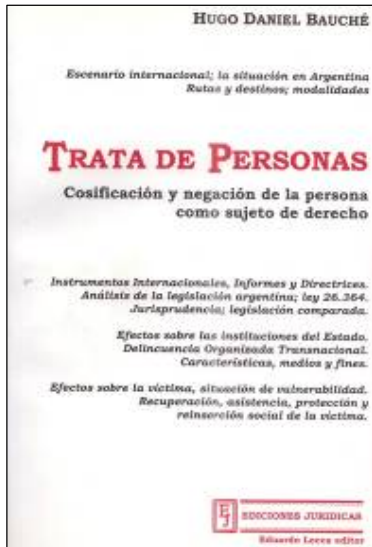 HUGO DANIEL BAUCHÉ
Escenario internacional; la situación en Argentina
Rutas y destinos; modalidades
TRATA DE PERSONAS
Cosificación y negación de la persona
como sujeto de derecho
Instrumentos Internacionales, Informes y Directrices.
Análisis de la legislación argentina; ley 26.364.
Jurisprudencia; legislación comparada.
Efectos sobre las instituciones del Estado.
Delincuencia Organizada Transnacional.
Características, medios y fines.
Efectos sobre la víctima, situación de vulnerabilidad.
Recuperación, asistencia, protección y
reinserción social de la víctima.
EJ
EDICIONES JURIDICAS
Eduardo Lecca editor